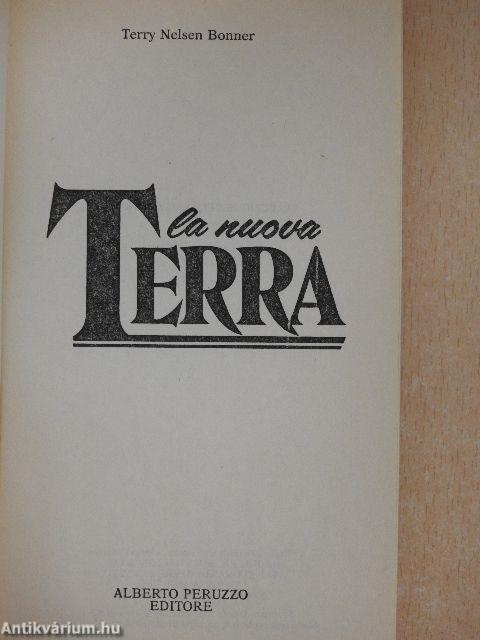 Terry Nelsen Bonner
la nuova
TERRA
ALBERTO PERUZZO
EDITORE
Antikvárium.hu